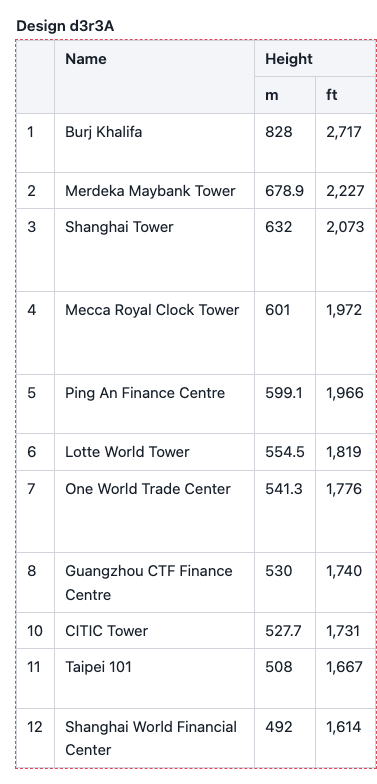 Design d3r3A
Name Height
m ft
1 Burj Khalifa 828 2,717
2 Merdeka Maybank Tower 678.9 2,227
3 Shanghai Tower 632 2,073
4 Mecca Royal Clock Tower 601 1,972
5 Ping An Finance Centre 599.1 1,966
6 Lotte World Tower 554.5 1,819
7 One World Trade Center 541.3 1,776
8 Guangzhou CTF Finance 530 1,740
Centre
10 CITIC Tower 527.7 1,731
11 Taipei 101 508 1,667
12 Shanghai World Financial 492 1,614
Center